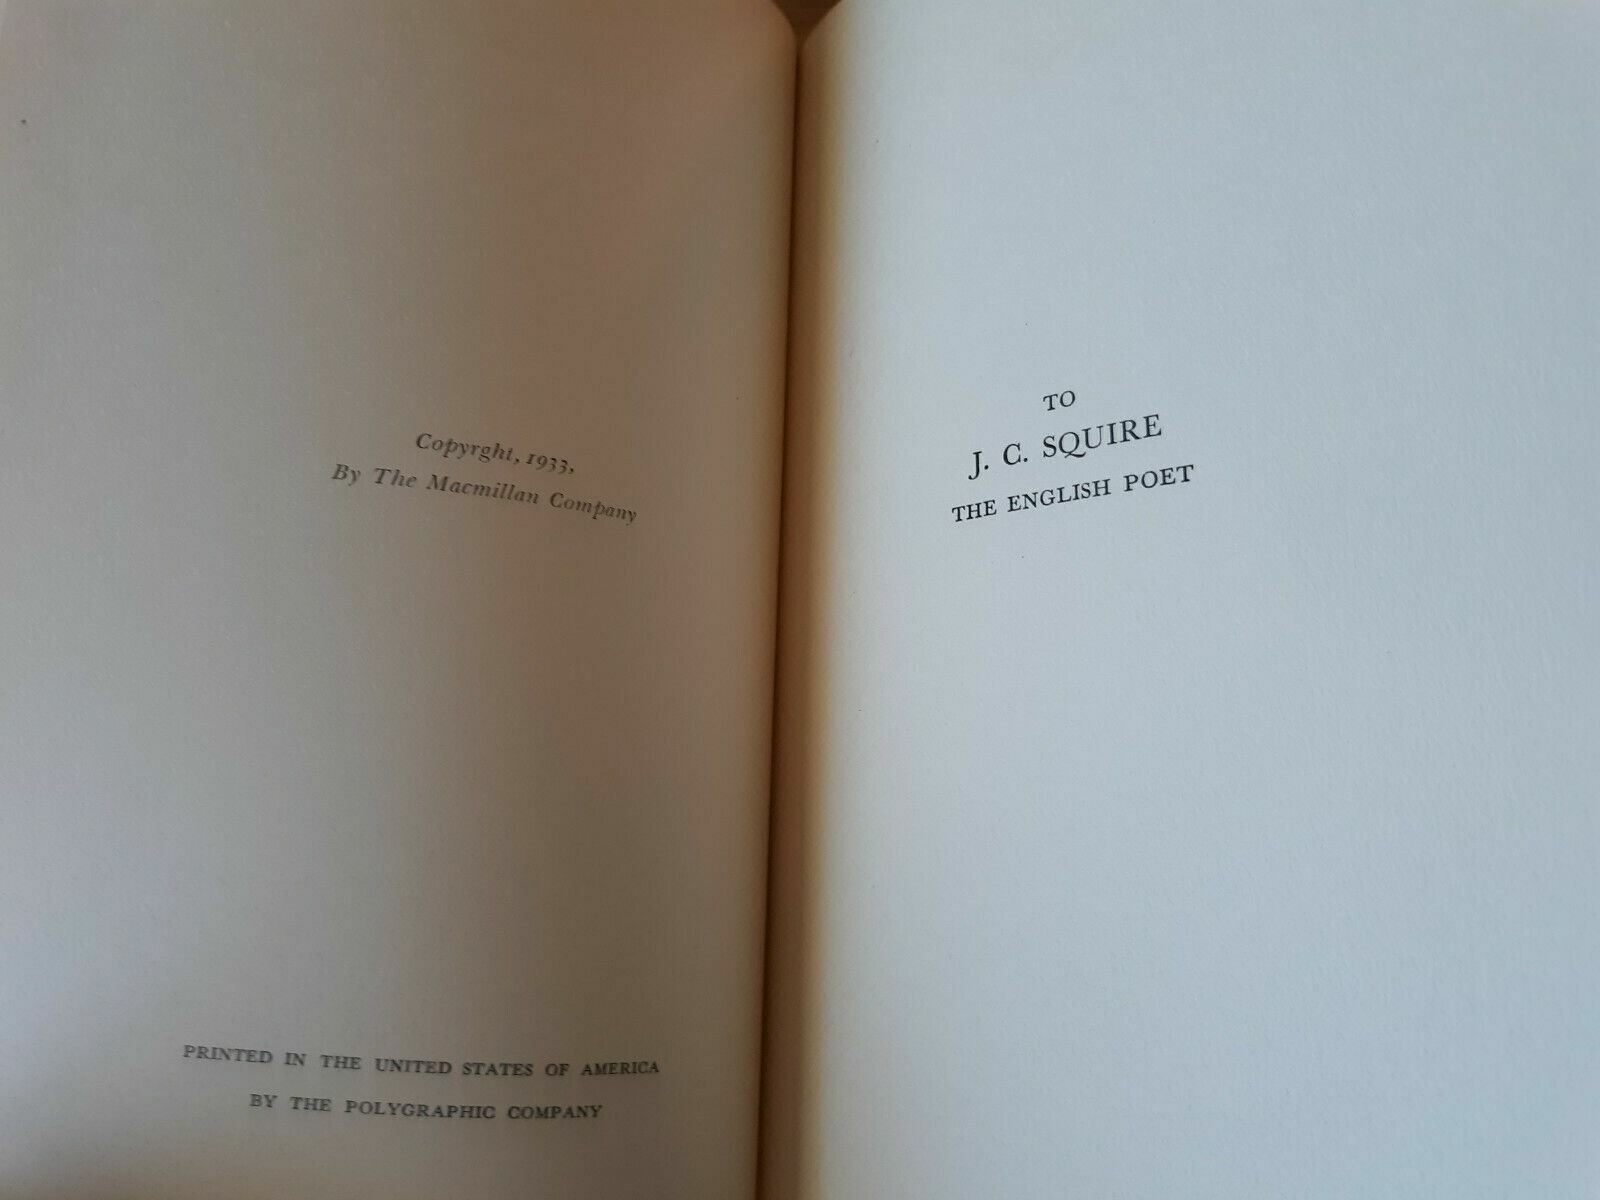 Copyrght, 1933,
By The Macmillan Company
PRINTED IN THE UNITED STATES OF AMERICA
BY THE POLYGRAPHIC COMPANY
TO
J. C. SQUIRE
THE ENGLISH POET